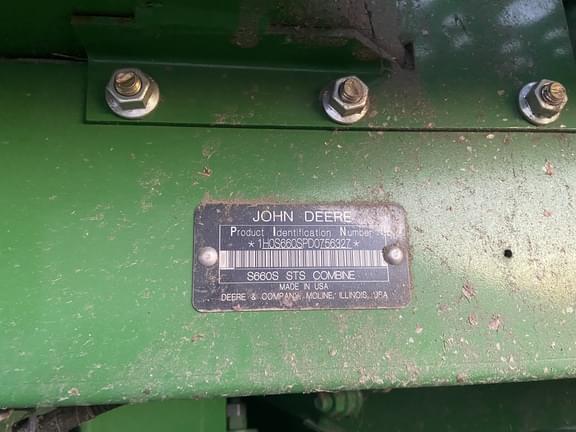 JOHN DEERE
Product Identification Number
*1H0S660SPD0756327*
S660S STS COMBINE
MADE IN USA
DEERE & COMPANY, MOLINE, ILLINOIS, USA